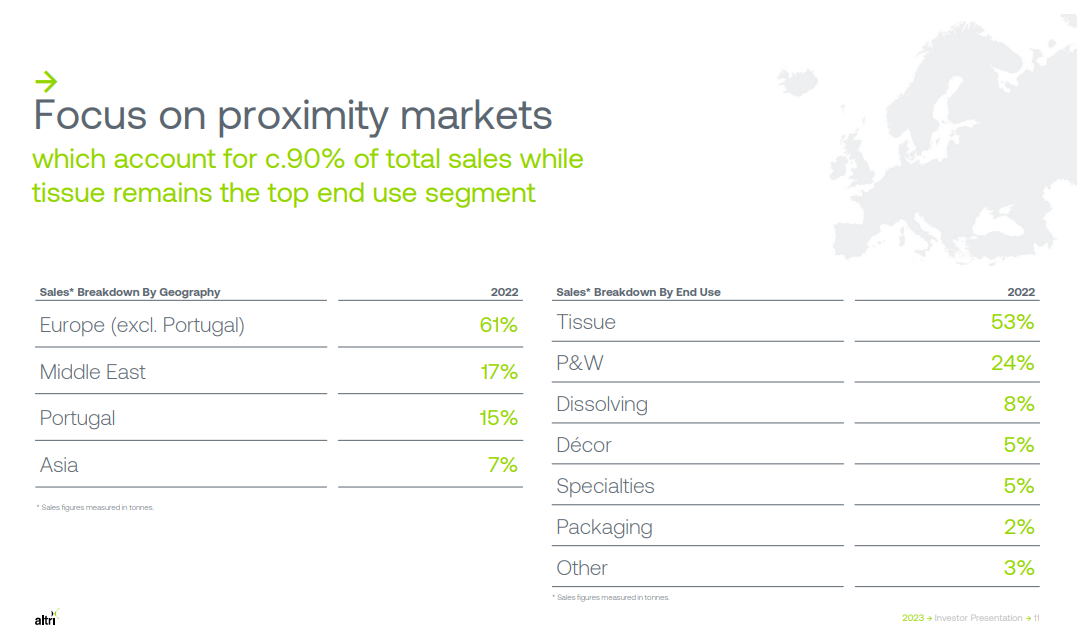 →
Focus on proximity markets
which account for c.90% of total sales while
tissue remains the top end use segment
Sales* Breakdown By Geography 2022
Europe (excl. Portugal) 61%
Middle East 17%
Portugal 15%
Asia 7%
* Sales figures measured in tonnes.
Sales* Breakdown By End Use 2022
Tissue 53%
P&W 24%
Dissolving 8%
Décor 5%
Specialties 5%
Packaging 2%
Other 3%
* Sales figures measured in tonnes.
altri
2023 → Investor Presentation → 11